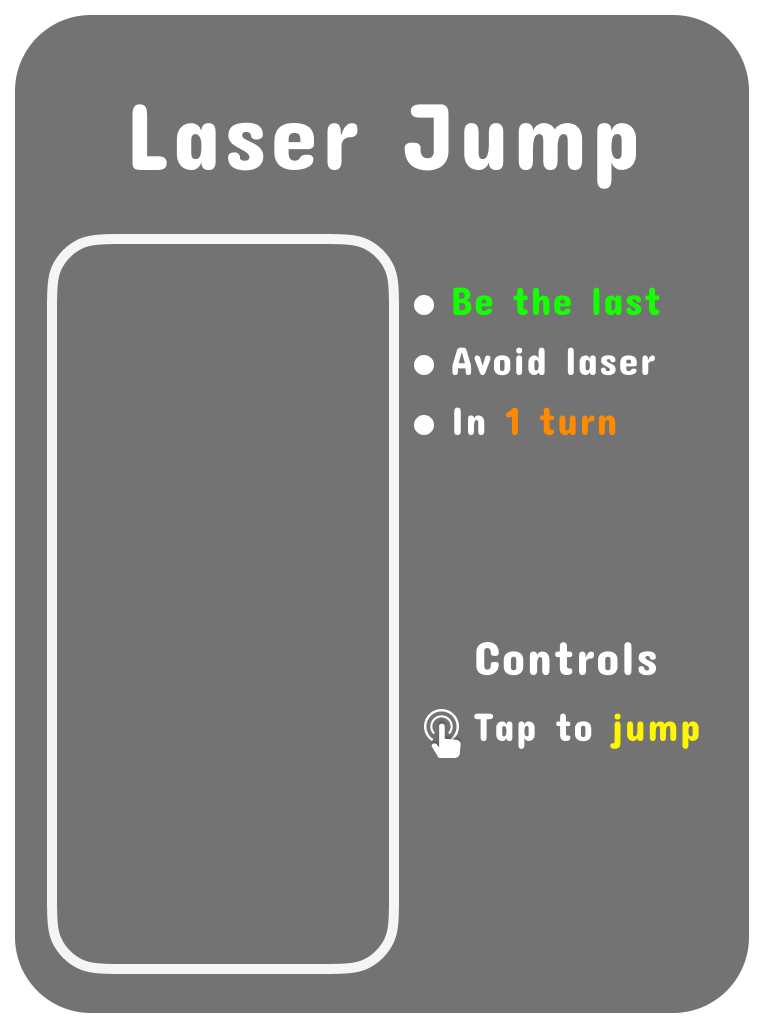 Laser Jump
Be the last
Avoid laser
In 1 turn
Controls
Tap to jump